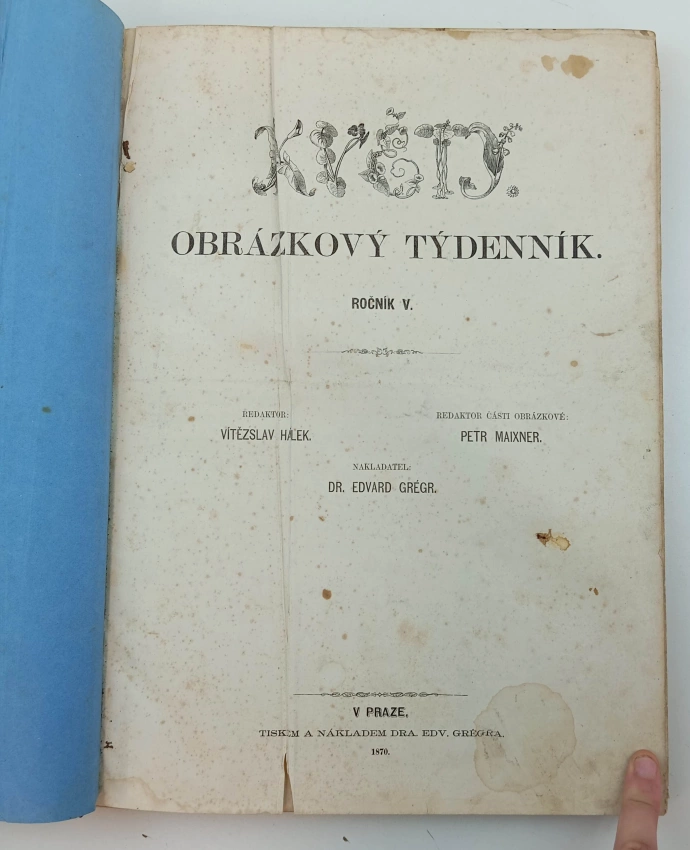 KVĚTY.
OBRÁZKOVÝ TÝDENNÍK.
ROČNÍK V.
REDAKTOR:
VÍTĚZSLAV HÁLEK.
REDAKTOR ČÁSTI OBRÁZKOVÉ:
PETR MAIXNER.
NAKLADATEL:
DR. EDVARD GRÉGR.
V PRAZE,
TISKEM A NÁKLADEM DRA. EDV. GRÉGRA.
1870.